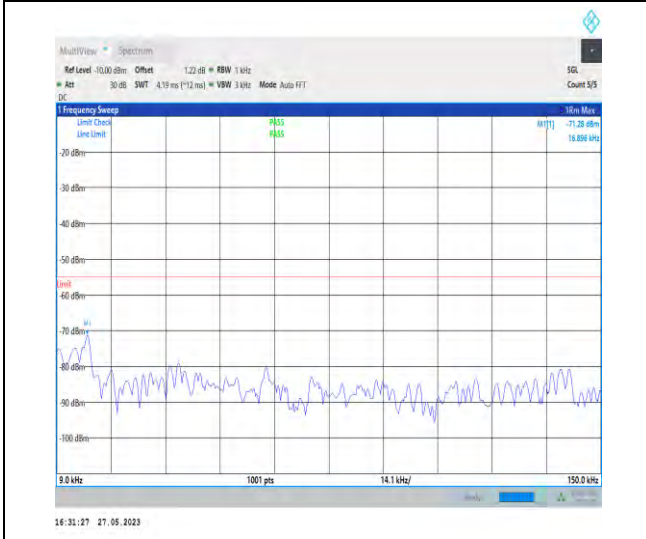 MultiView Spectrum
Ref Level -10.00 dBm Offset 1.22 dB RBW 1 kHz SGL
Att 30 dB SWT 4.19 ms (~12 ms) VBW 3 kHz Mode Auto FFT Count 5/5
DC
1 Frequency Sweep 1Rm Max
Limit Check PASS M1[1] -71.28 dBm
Line Limit PASS 16.896 kHz
-20 dBm
-30 dBm
-40 dBm
-50 dBm
Limit
-60 dBm
M1
-70 dBm
-80 dBm
-90 dBm
-100 dBm
9.0 kHz 1001 pts 14.1 kHz/ 150.0 kHz
Ready
16:31:27 27.05.2023